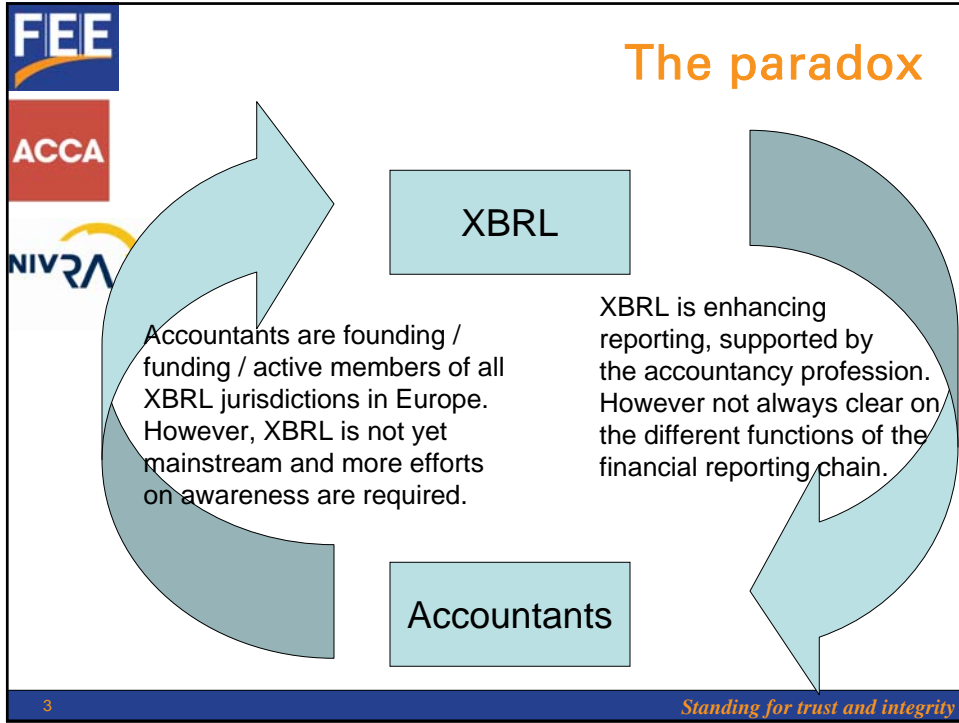 FEE
The paradox
ACCA
NIVRA
XBRL
Accountants are founding /
funding / active members of all
XBRL jurisdictions in Europe.
However, XBRL is not yet
mainstream and more efforts
on awareness are required.
XBRL is enhancing
reporting, supported by
the accountancy profession.
However not always clear on
the different functions of the
financial reporting chain.
Accountants
3
Standing for trust and integrity